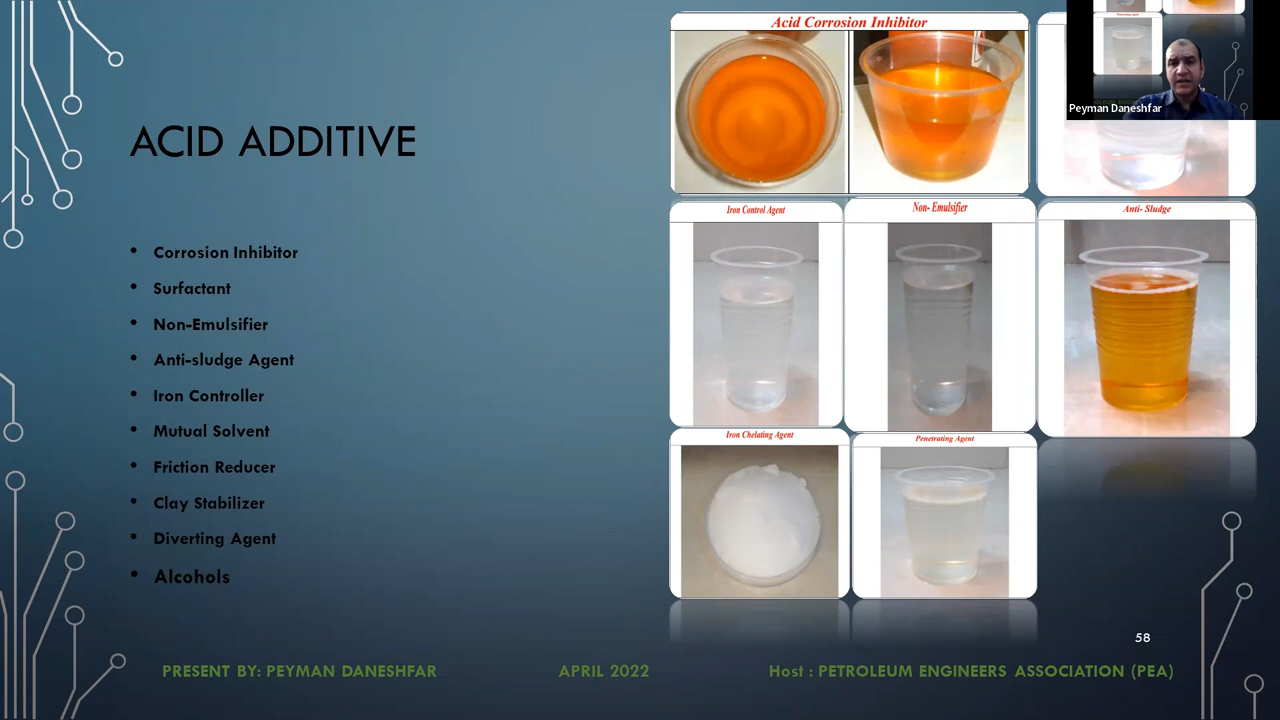 Acid Corrosion Inhibitor
Peyman Daneshfar
ACID ADDITIVE
Iron Control Agent
Non- Emulsifier
Anti- Sludge
• Corrosion Inhibitor
• Surfactant
• Non-Emulsifier
• Anti-sludge Agent
• Iron Controller
• Mutual Solvent
• Friction Reducer
• Clay Stabilizer
• Diverting Agent
• Alcohols
Iron Chelating Agent
Penetrating Agent
58
PRESENT BY: PEYMAN DANESHFAR
APRIL 2022
Host : PETROLEUM ENGINEERS ASSOCIATION (PEA)